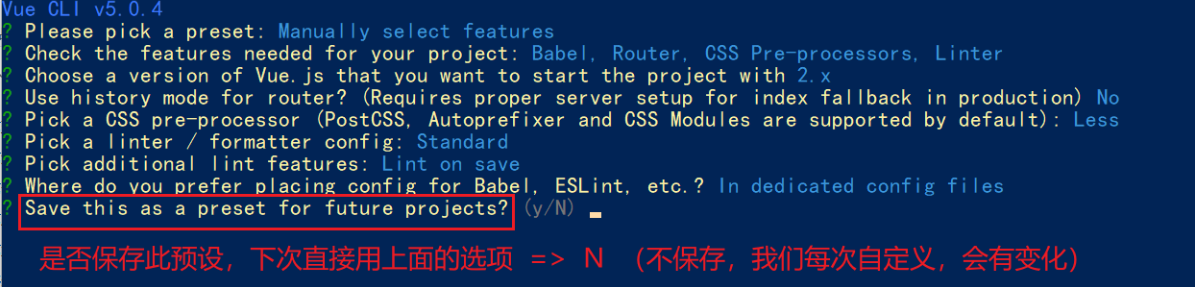 Vue CLI v5.0.4
? Please pick a preset: Manually select features
? Check the features needed for your project: Babel, Router, CSS Pre-processors, Linter
? Choose a version of Vue.js that you want to start the project with 2.x
? Use history mode for router? (Requires proper server setup for index fallback in production) No
? Pick a CSS pre-processor (PostCSS, Autoprefixer and CSS Modules are supported by default): Less
? Pick a linter / formatter config: Standard
? Pick additional lint features: Lint on save
? Where do you prefer placing config for Babel, ESLint, etc.? In dedicated config files
? Save this as a preset for future projects? (y/N)
是否保存此预设，下次直接用上面的选项 => N （不保存，我们每次自定义，会有变化）